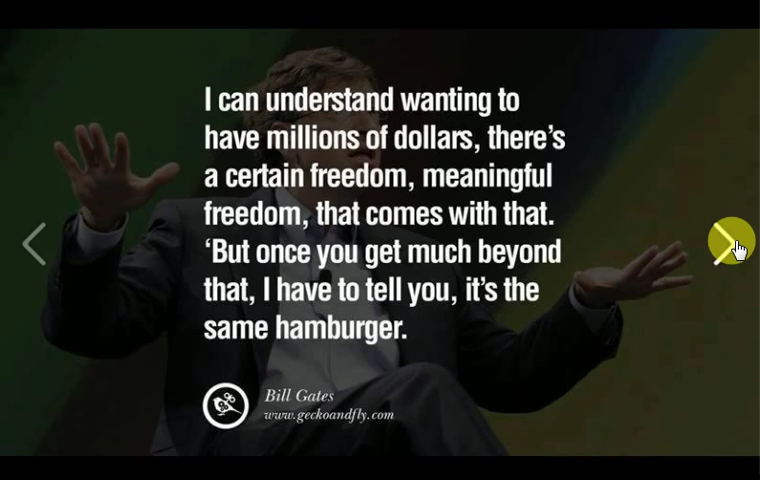 I can understand wanting to
have millions of dollars, there's
a certain freedom, meaningful
freedom, that comes with that.
‘But once you get much beyond
that, I have to tell you, it's the
same hamburger.
Bill Gates
www.geckoandfly.com